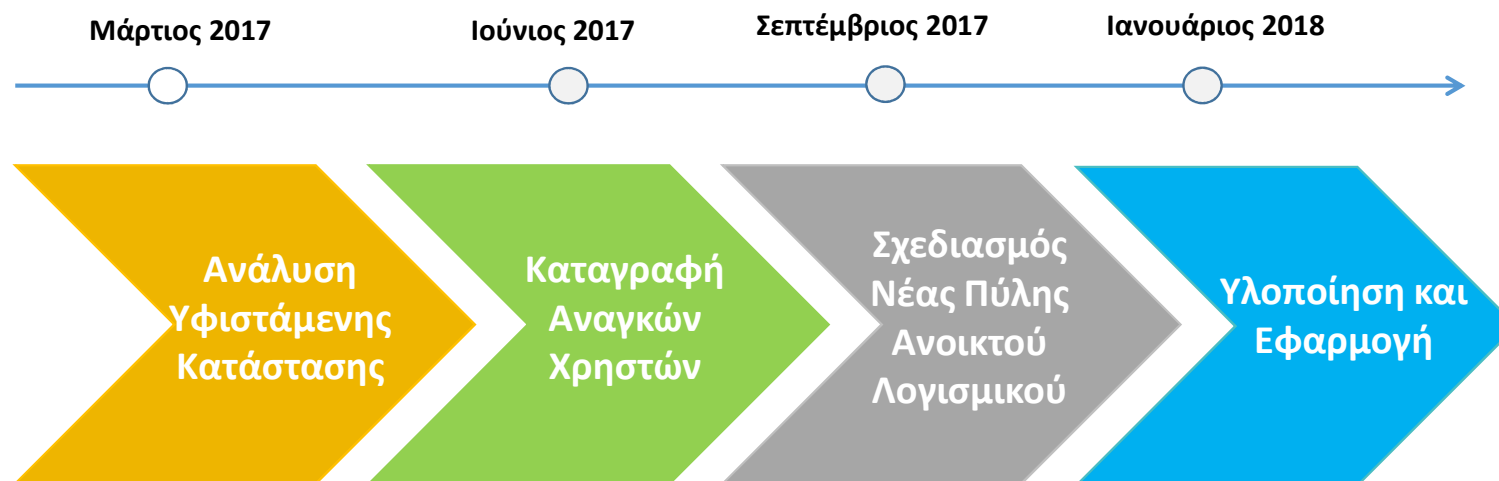 Μάρτιος 2017
Ιούνιος 2017
Σεπτέμβριος 2017
Ιανουάριος 2018
Ανάλυση
Υφιστάμενης
Κατάστασης
Καταγραφή
Αναγκών
Χρηστών
Σχεδιασμός
Νέας Πύλης
Ανοικτού
Λογισμικού
Υλοποίηση και
Εφαρμογή